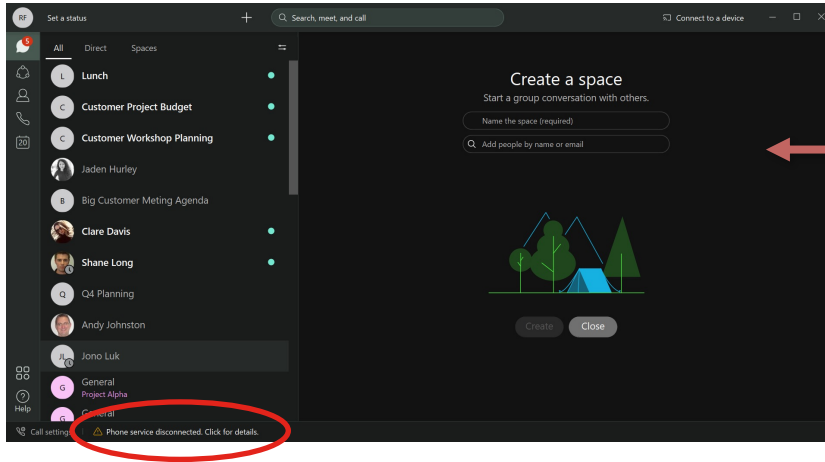 RF
Set a status
Search, meet, and call
Connect to a device
5
All
Direct
Spaces
L
Lunch
C
Customer Project Budget
C
Customer Workshop Planning
20
Jaden Hurley
B
Big Customer Meting Agenda
Clare Davis
Shane Long
Q
Q4 Planning
Andy Johnston
JL
Jono Luk
G
General
Project Alpha
G
General
Help
Call settings
Phone service disconnected. Click for details.
Create a space
Start a group conversation with others.
Name the space (required)
Add people by name or email
Create
Close